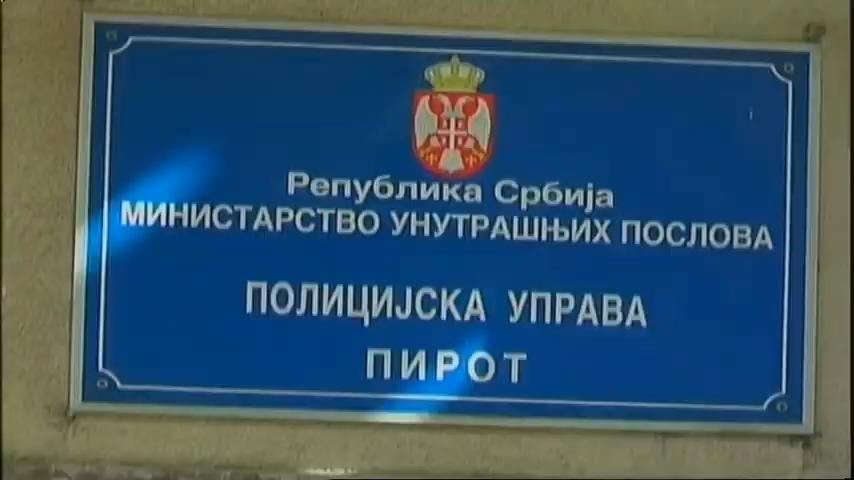 Република Србија
МИНИСТАРСТВО УНУТРАШЊИХ ПОСЛОВА
ПОЛИЦИЈСКА УПРАВА
ПИРОТ